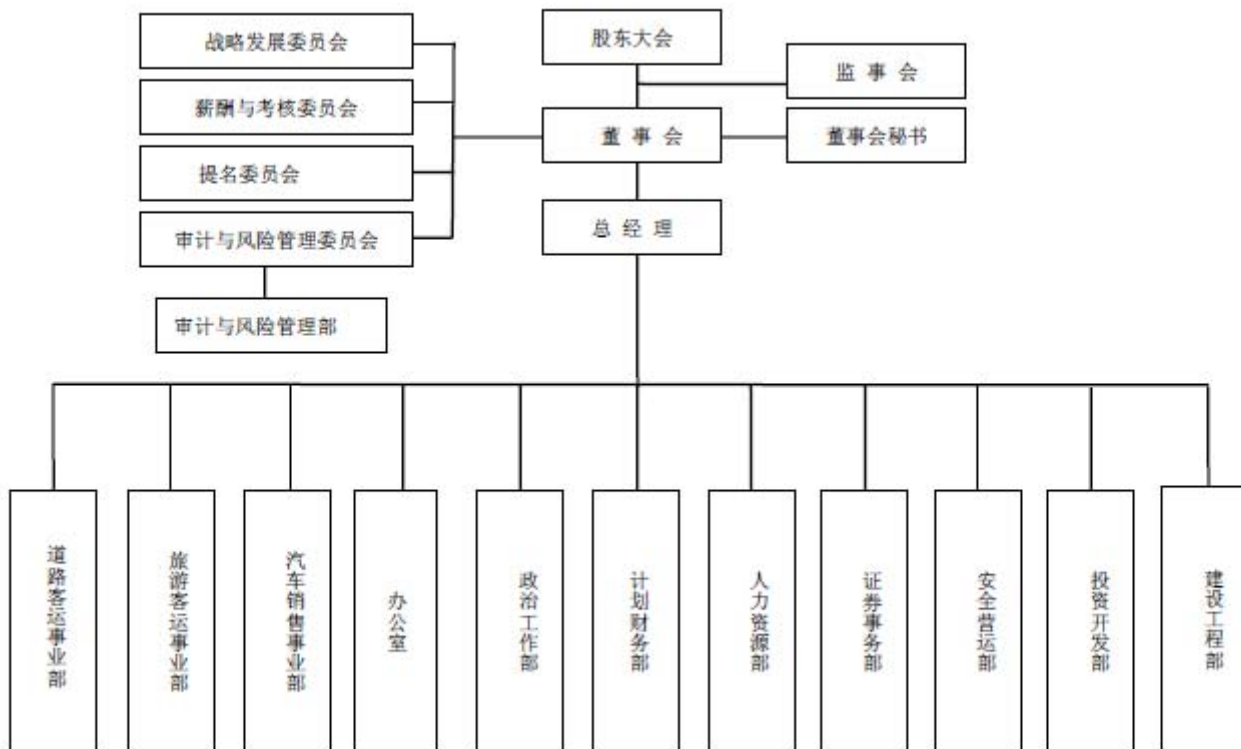 战略发展委员会
股东大会
监事会
薪酬与考核委员会
董事会
董事会秘书
提名委员会
总经理
审计与风险管理委员会
审计与风险管理部
道路客运事业部
旅游客运事业部
汽车销售事业部
办公室
政治工作部
计划财务部
人力资源部
证券事务部
安全营运部
投资开发部
建设工程部